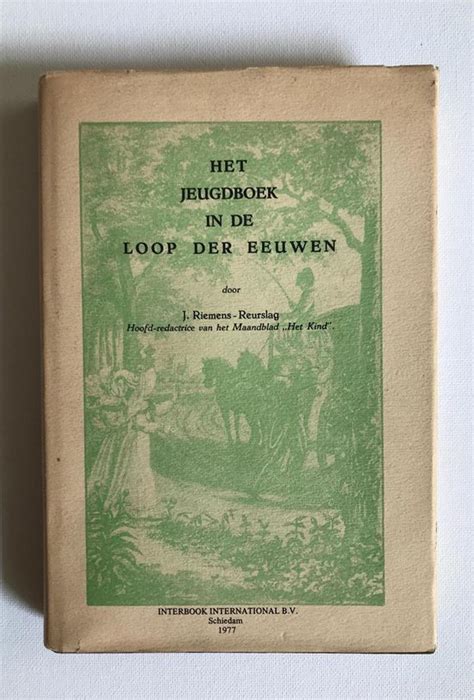 HET
JEUGDBOEK
IN DE
LOOP DER EEUWEN
door
J. Riemens-Reurslag
Hoofd-redactrice van het Maandblad „Het Kind".
INTERBOOK INTERNATIONAL B.V.
Schiedam
1977